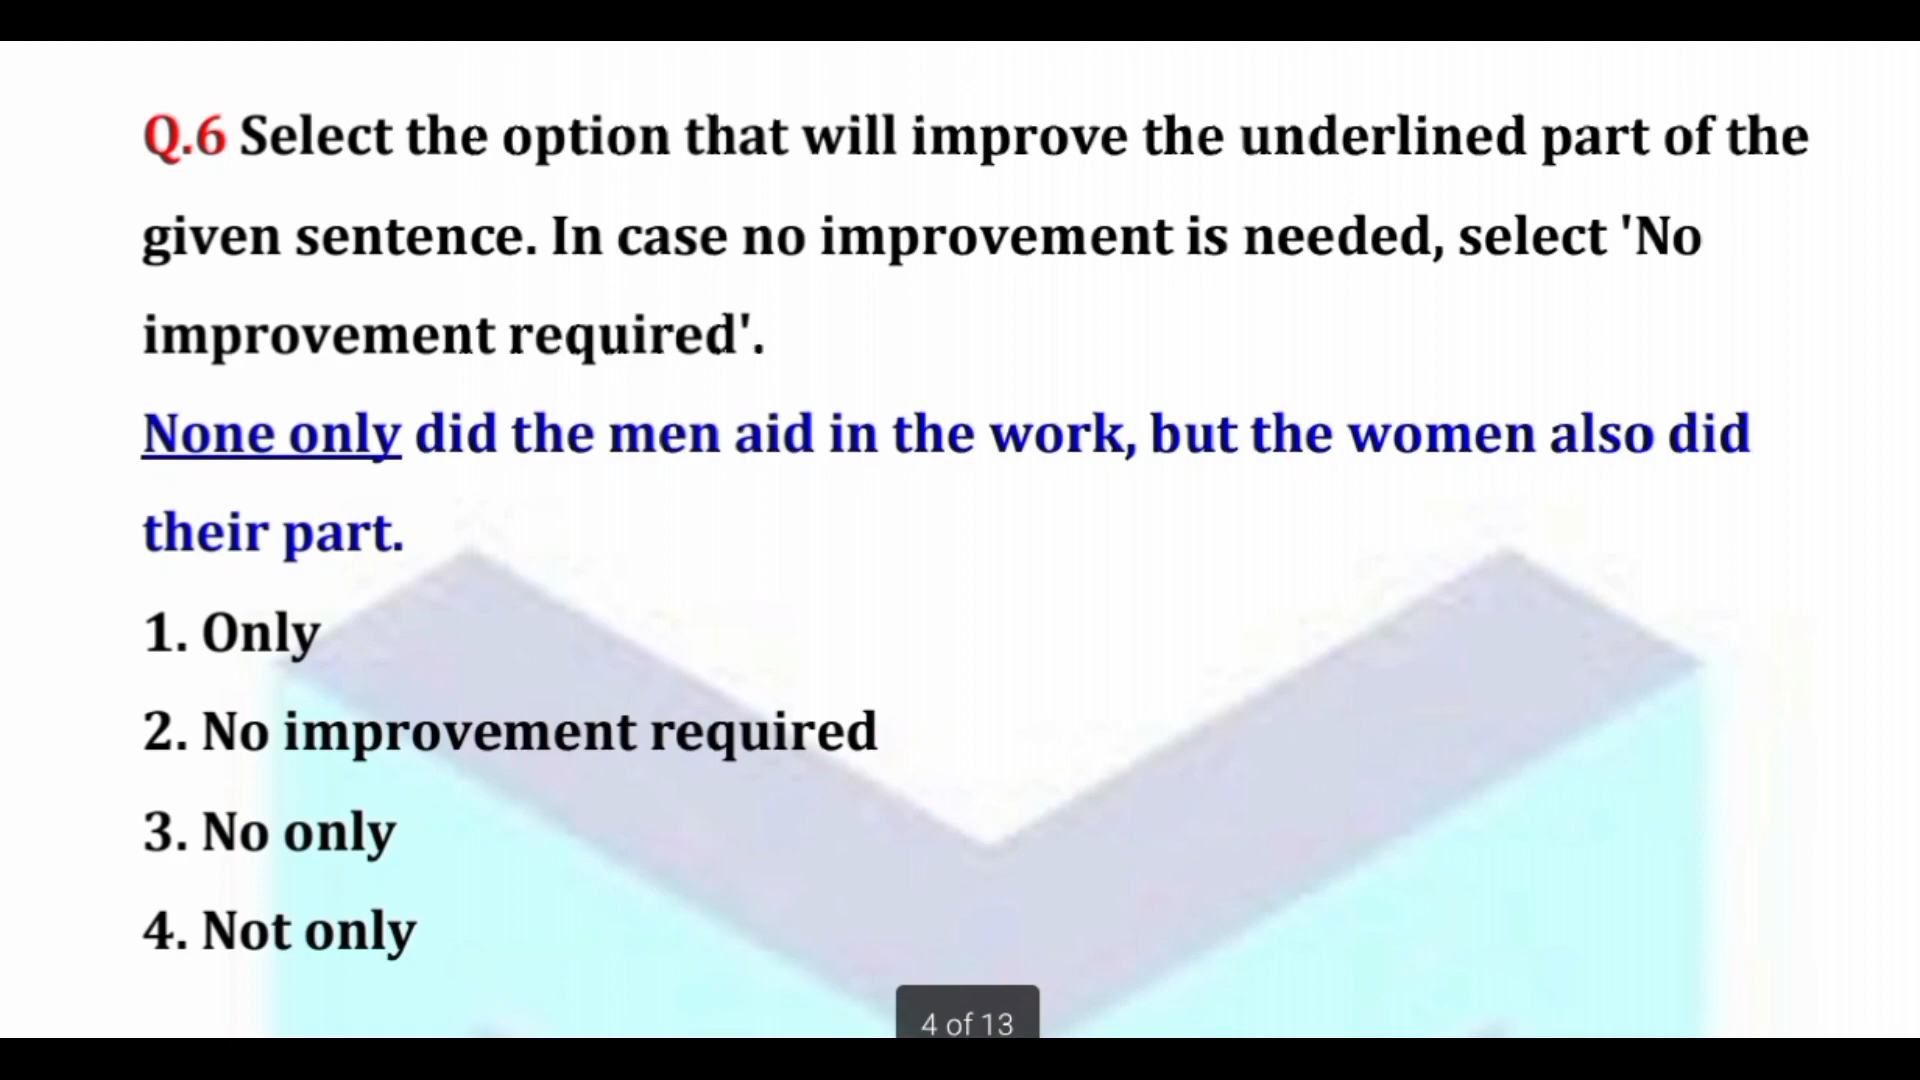 Q.6 Select the option that will improve the underlined part of the
given sentence. In case no improvement is needed, select 'No
improvement required'.
None only did the men aid in the work, but the women also did
their part.
1. Only
2. No improvement required
3. No only
4. Not only
4 of 13